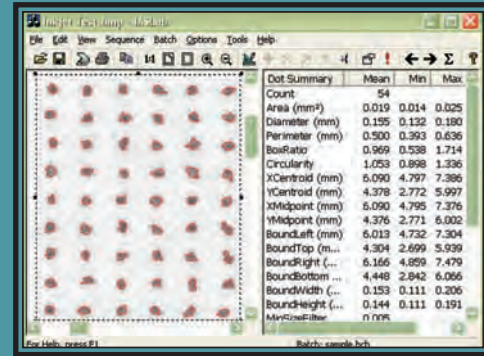 File Edit View Sequence Batch Options Tools Help
1:1 Σ
Dot Summary Mean Min Max
Count 54
Area (mm²) 0.019 0.014 0.025
Diameter (mm) 0.155 0.132 0.180
Perimeter (mm) 0.500 0.393 0.636
BoxRatio 0.969 0.538 1.714
Circularity 1.053 0.898 1.336
XCentroid (mm) 6.090 4.797 7.386
YCentroid (mm) 4.378 2.772 5.997
XMidpoint (mm) 6.090 4.795 7.376
YMidpoint (mm) 4.376 2.771 6.002
BoundLeft (mm) 6.013 4.732 7.304
BoundTop (m... 4.304 2.699 5.939
BoundRight (... 6.166 4.859 7.479
BoundBottom ... 4.448 2.842 6.066
BoundWidth (... 0.153 0.111 0.206
BoundHeight (... 0.144 0.111 0.191
MinSizeFilter 0.005
For Help, press F1 Batch: sample.bch